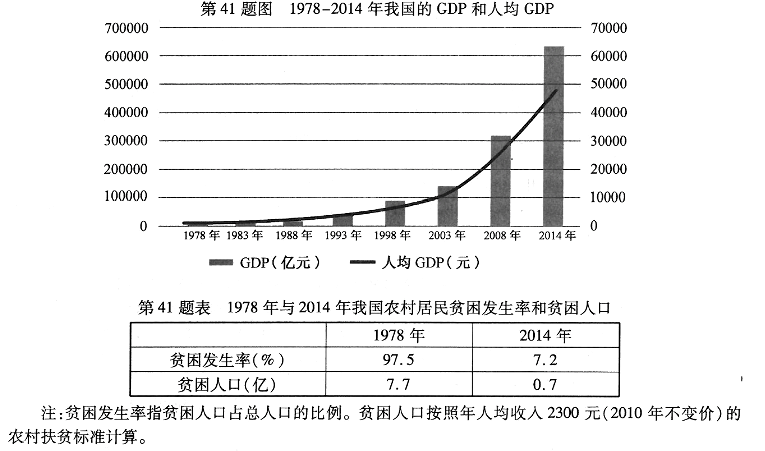 第41题图 1978-2014年我国的GDP和人均GDP
700000 70000
600000 60000
500000 50000
400000 40000
300000 30000
200000 20000
100000 10000
0 0
1978年 1983年 1988年 1993年 1998年 2003年 2008年 2014年
GDP(亿元) 人均GDP(元)
第41题表 1978年与2014年我国农村居民贫困发生率和贫困人口
1978年 2014年
贫困发生率(%) 97.5 7.2
贫困人口(亿) 7.7 0.7
注:贫困发生率指贫困人口占总人口的比例。贫困人口按照年人均收入2300元(2010年不变价)的
农村扶贫标准计算。